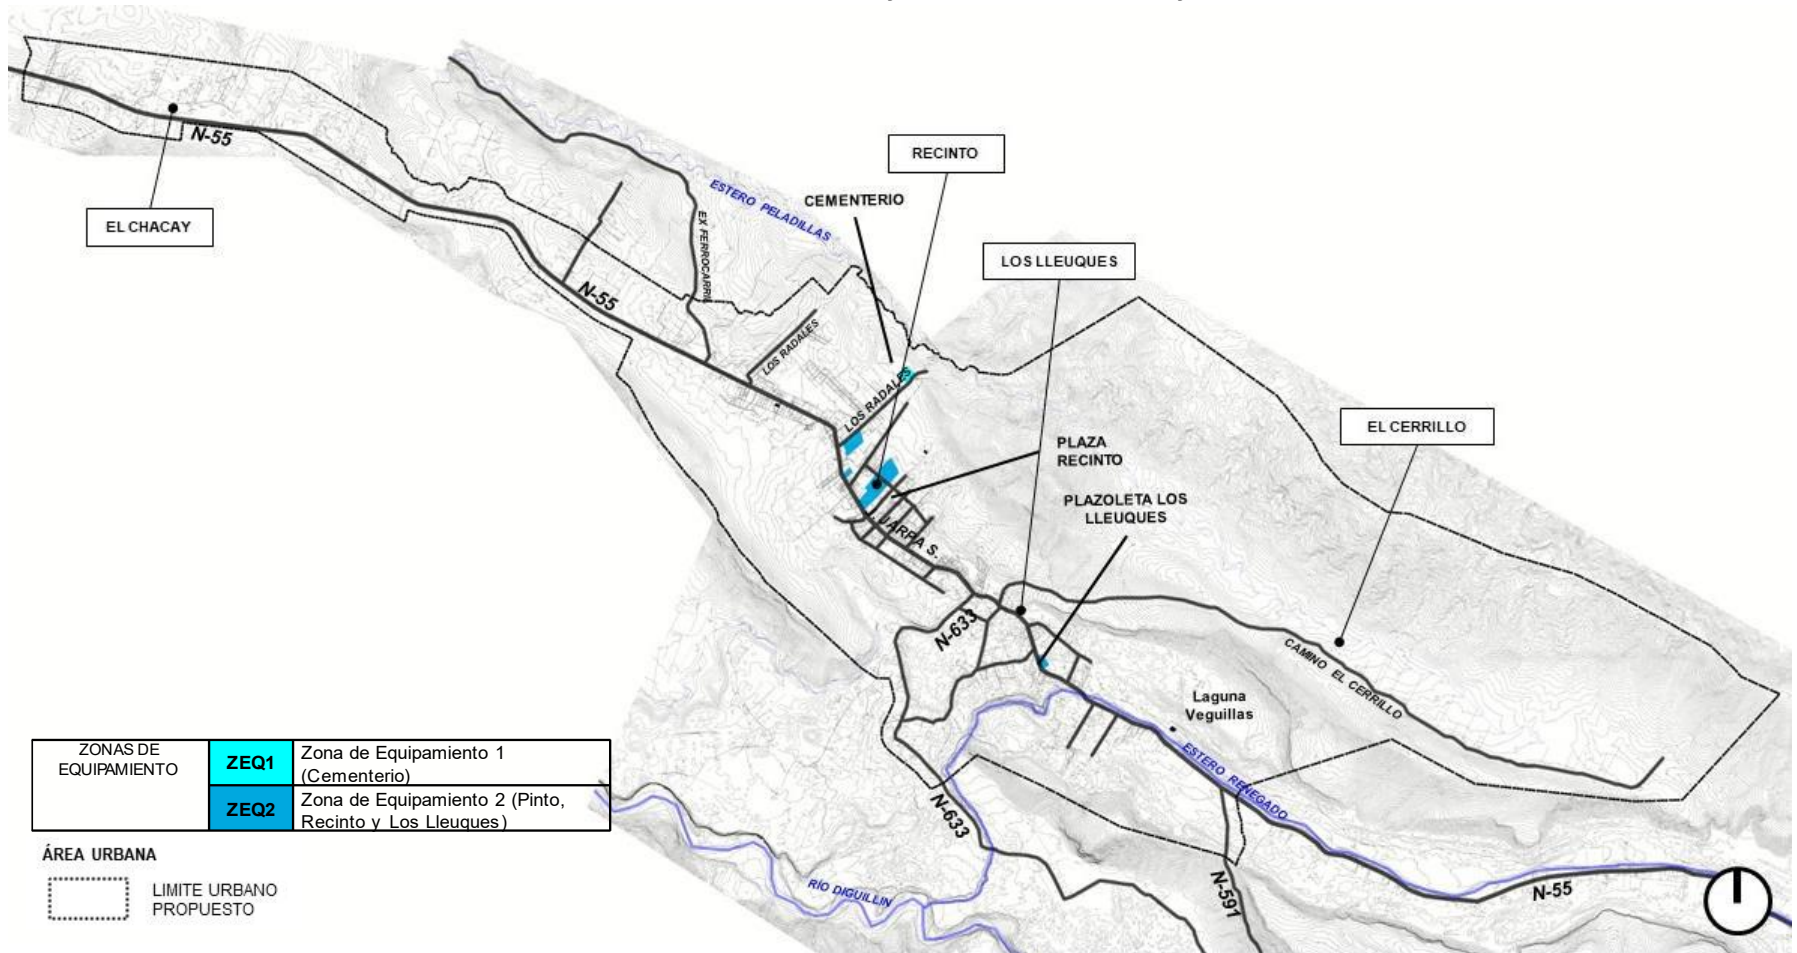 N-55
EL CHACAY
RECINTO
CEMENTERIO
ESTERO PELADILLAS
EX FERROCARRIL
LOS LLEUQUES
N-55
LOS RADALES
LOS RADALES
EL CERRILLO
PLAZA
RECINTO
PLAZOLETA LOS
LLEUQUES
JARPA S.
N-633
CAMINO EL CERRILLO
Laguna
Veguillas
ESTERO RENEGADO
N-633
RÍO DIGUILLIN
N-591
N-55
ZONAS DE
EQUIPAMIENTO
ZEQ1
Zona de Equipamiento 1
(Cementerio)
ZEQ2
Zona de Equipamiento 2 (Pinto,
Recinto y Los Lleuques)
ÁREA URBANA
LIMITE URBANO
PROPUESTO